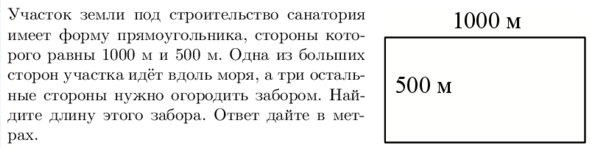 Участок земли под строительство санатория
имеет форму прямоугольника, стороны кото-
рого равны 1000 м и 500 м. Одна из больших
сторон участка идёт вдоль моря, а три осталь-
ные стороны нужно огородить забором. Най-
дите длину этого забора. Ответ дайте в мет-
рах.
1000 м
500 м